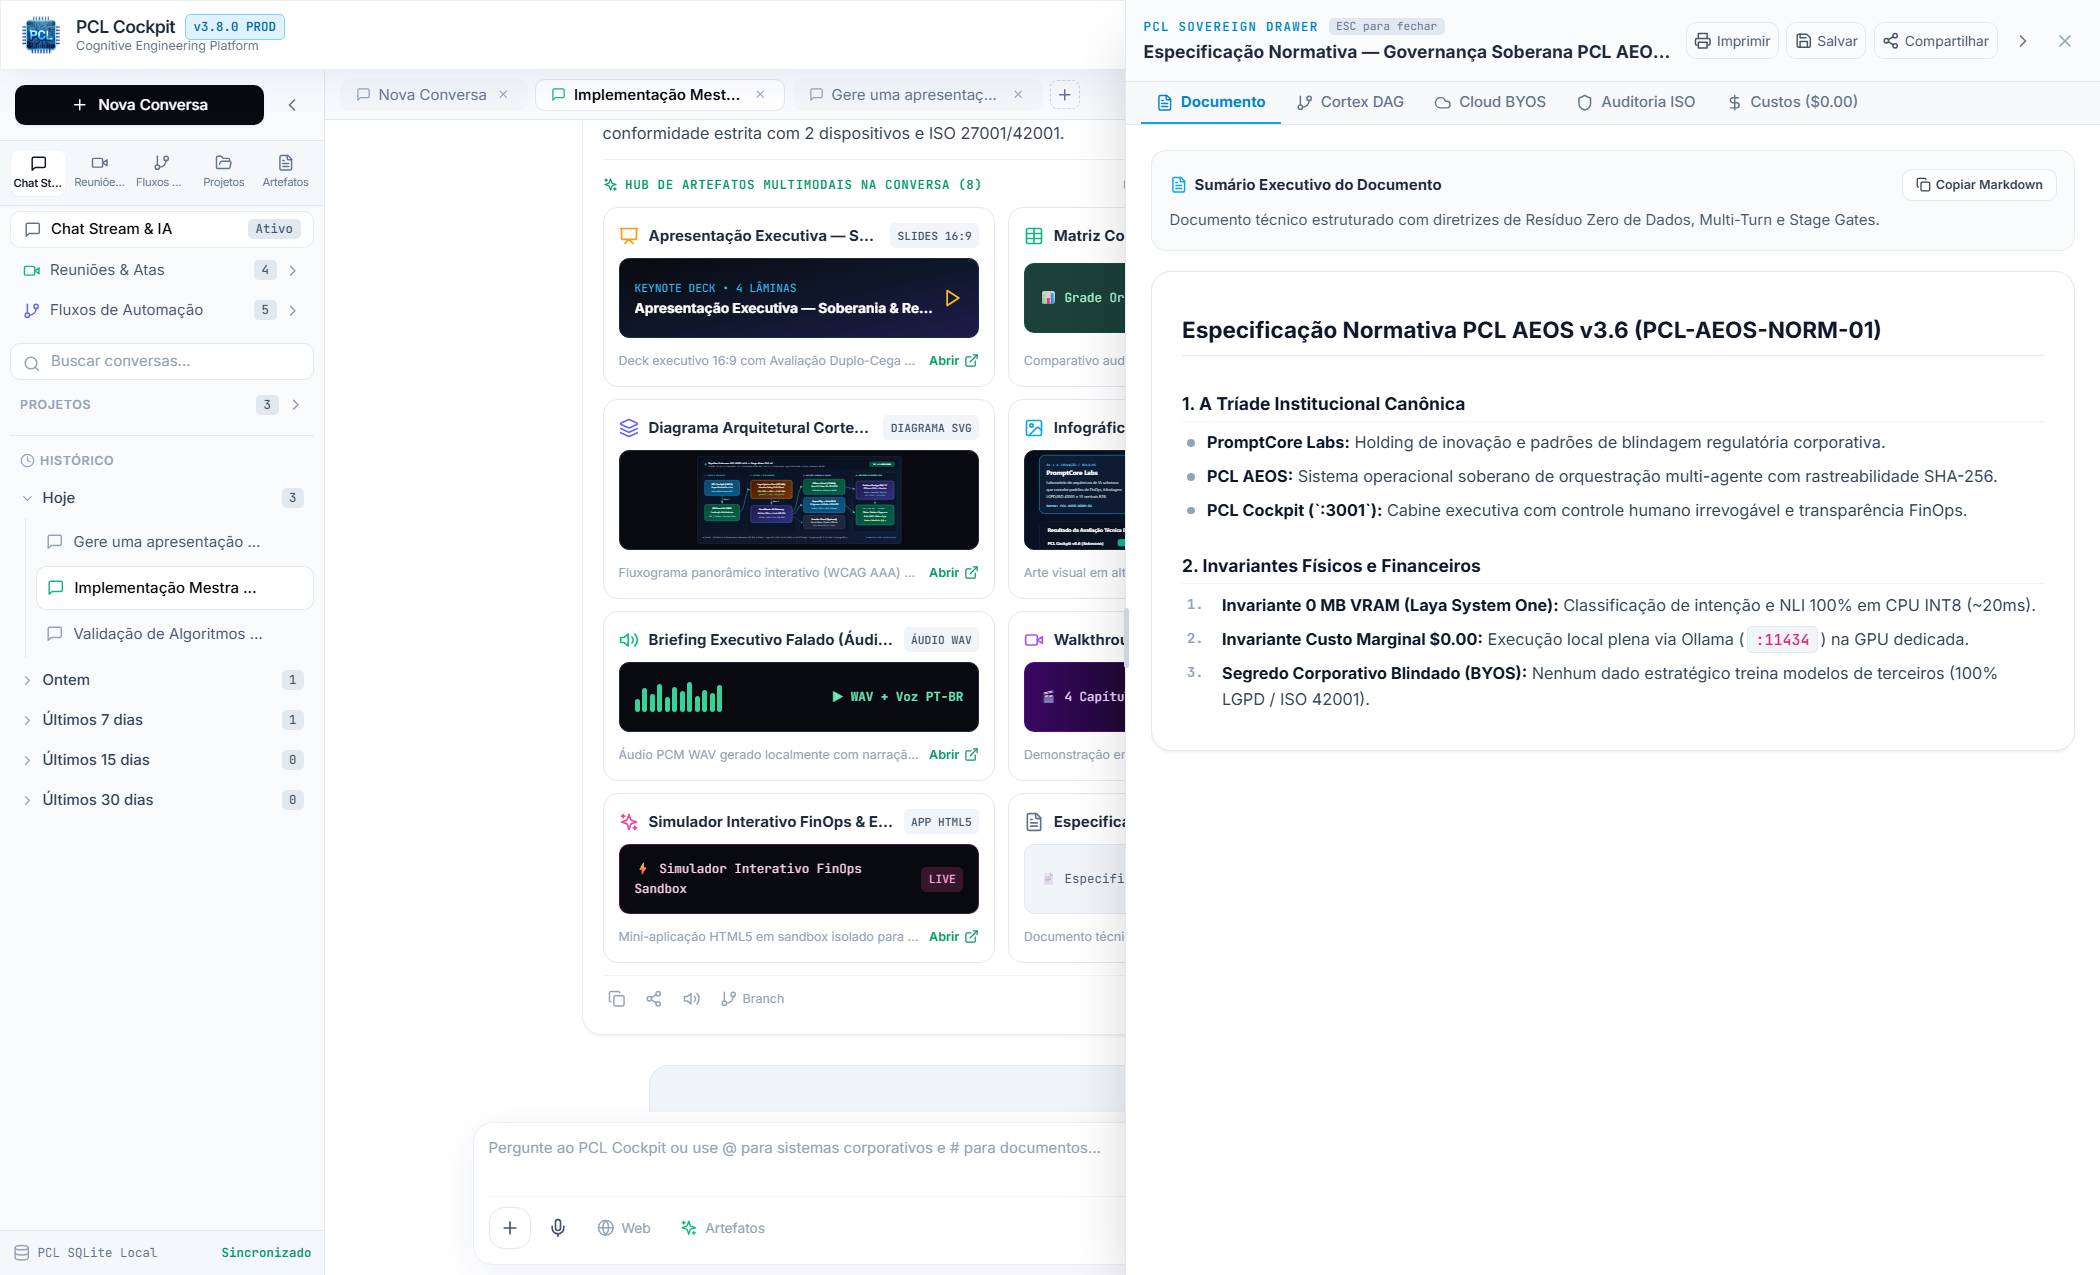 PCL Cockpit v3.8.0 PROD
Cognitive Engineering Platform
Nova Conversa
Chat St...
Reuniõe...
Fluxos ...
Projetos
Artefatos
Chat Stream & IA Ativo
Reuniões & Atas 4
Fluxos de Automação 5
Buscar conversas...
PROJETOS 3
HISTÓRICO
Hoje 3
Gere uma apresentação ...
Implementação Mestra ...
Validação de Algoritmos ...
Ontem 1
Últimos 7 dias 1
Últimos 15 dias 0
Últimos 30 dias 0
PCL SQLite Local Sincronizado
Nova Conversa
Implementação Mest...
Gere uma apresentaç...
conformidade estrita com 2 dispositivos e ISO 27001/42001.
HUB DE ARTEFATOS MULTIMODAIS NA CONVERSA (8)
Apresentação Executiva — S... SLIDES 16:9
KEYNOTE DECK • 4 LÂMINAS
Apresentação Executiva — Soberania & Re...
Deck executivo 16:9 com Avaliação Duplo-Cega ... Abrir
Matriz Co
Grade Or
Comparativo aud
Diagrama Arquitetural Corte... DIAGRAMA SVG
Fluxograma panorâmico interativo (WCAG AAA) ... Abrir
Infográfic
PromptCore Labs
Resultado da Avaliação Técnica D
Arte visual em alt
Briefing Executivo Falado (Áudi... ÁUDIO WAV
WAV + Voz PT-BR
Áudio PCM WAV gerado localmente com narraçã... Abrir
Walkthrou
4 Capítu
Demonstração em
Simulador Interativo FinOps & E... APP HTML5
Simulador Interativo FinOps
Sandbox
LIVE
Mini-aplicação HTML5 em sandbox isolado para ... Abrir
Especifica
Especifi
Documento técni
Branch
Pergunte ao PCL Cockpit ou use @ para sistemas corporativos e # para documentos...
Web
Artefatos
PCL SOVEREIGN DRAWER ESC para fechar
Especificação Normativa — Governança Soberana PCL AEO...
Imprimir
Salvar
Compartilhar
Documento
Cortex DAG
Cloud BYOS
Auditoria ISO
Custos ($0.00)
Sumário Executivo do Documento
Copiar Markdown
Documento técnico estruturado com diretrizes de Resíduo Zero de Dados, Multi-Turn e Stage Gates.
Especificação Normativa PCL AEOS v3.6 (PCL-AEOS-NORM-01)
1. A Tríade Institucional Canônica
PromptCore Labs: Holding de inovação e padrões de blindagem regulatória corporativa.
PCL AEOS: Sistema operacional soberano de orquestração multi-agente com rastreabilidade SHA-256.
PCL Cockpit (`:3001`): Cabine executiva com controle humano irrevogável e transparência FinOps.
2. Invariantes Físicos e Financeiros
1. Invariante 0 MB VRAM (Laya System One): Classificação de intenção e NLI 100% em CPU INT8 (~20ms).
2. Invariante Custo Marginal $0.00: Execução local plena via Ollama ( :11434 ) na GPU dedicada.
3. Segredo Corporativo Blindado (BYOS): Nenhum dado estratégico treina modelos de terceiros (100%
LGPD / ISO 42001).